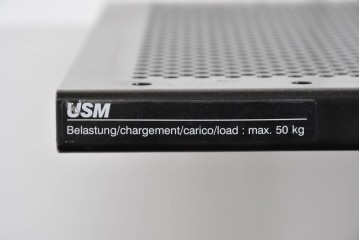 USM
Belastung/chargement/carico/load : max. 50 kg